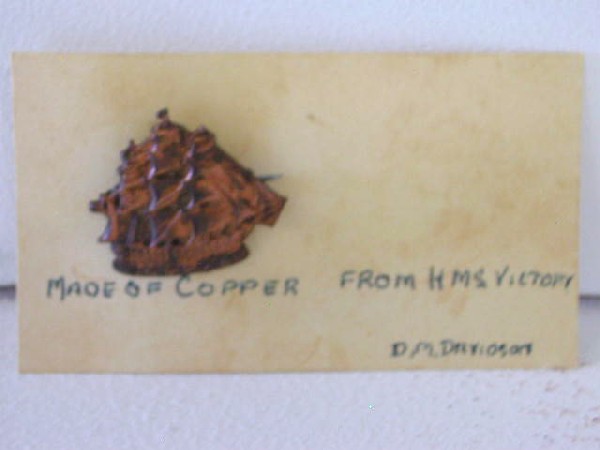 MADE OF COPPER FROM HMS VICTORY
D.M. DAVIDSON